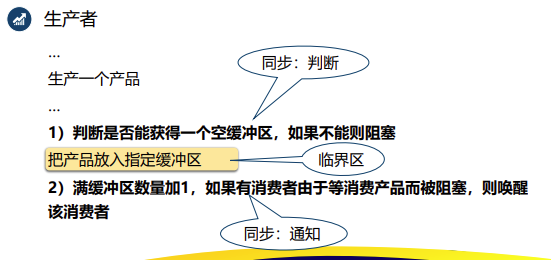 生产者
...
同步：判断
生产一个产品
...
1）判断是否能获得一个空缓冲区，如果不能则阻塞
把产品放入指定缓冲区
临界区
2）满缓冲区数量加1，如果有消费者由于等消费产品而被阻塞，则唤醒
该消费者
同步：通知